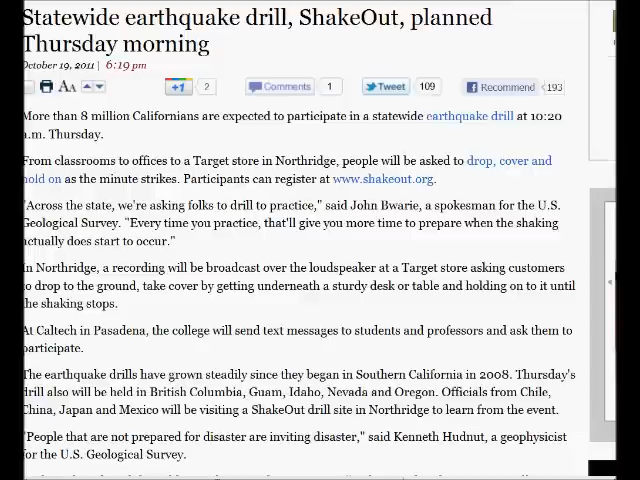 Statewide earthquake drill, ShakeOut, planned
Thursday morning
October 19, 2011 | 6:19 pm
AA +1 2 Comments 1 Tweet 109 Recommend 193
More than 8 million Californians are expected to participate in a statewide earthquake drill at 10:20
a.m. Thursday.
From classrooms to offices to a Target store in Northridge, people will be asked to drop, cover and
hold on as the minute strikes. Participants can register at www.shakeout.org.
"Across the state, we're asking folks to drill to practice," said John Bwarie, a spokesman for the U.S.
Geological Survey. "Every time you practice, that'll give you more time to prepare when the shaking
actually does start to occur."
In Northridge, a recording will be broadcast over the loudspeaker at a Target store asking customers
to drop to the ground, take cover by getting underneath a sturdy desk or table and holding on to it until
the shaking stops.
At Caltech in Pasadena, the college will send text messages to students and professors and ask them to
participate.
The earthquake drills have grown steadily since they began in Southern California in 2008. Thursday's
drill also will be held in British Columbia, Guam, Idaho, Nevada and Oregon. Officials from Chile,
China, Japan and Mexico will be visiting a ShakeOut drill site in Northridge to learn from the event.
"People that are not prepared for disaster are inviting disaster," said Kenneth Hudnut, a geophysicist
for the U.S. Geological Survey.